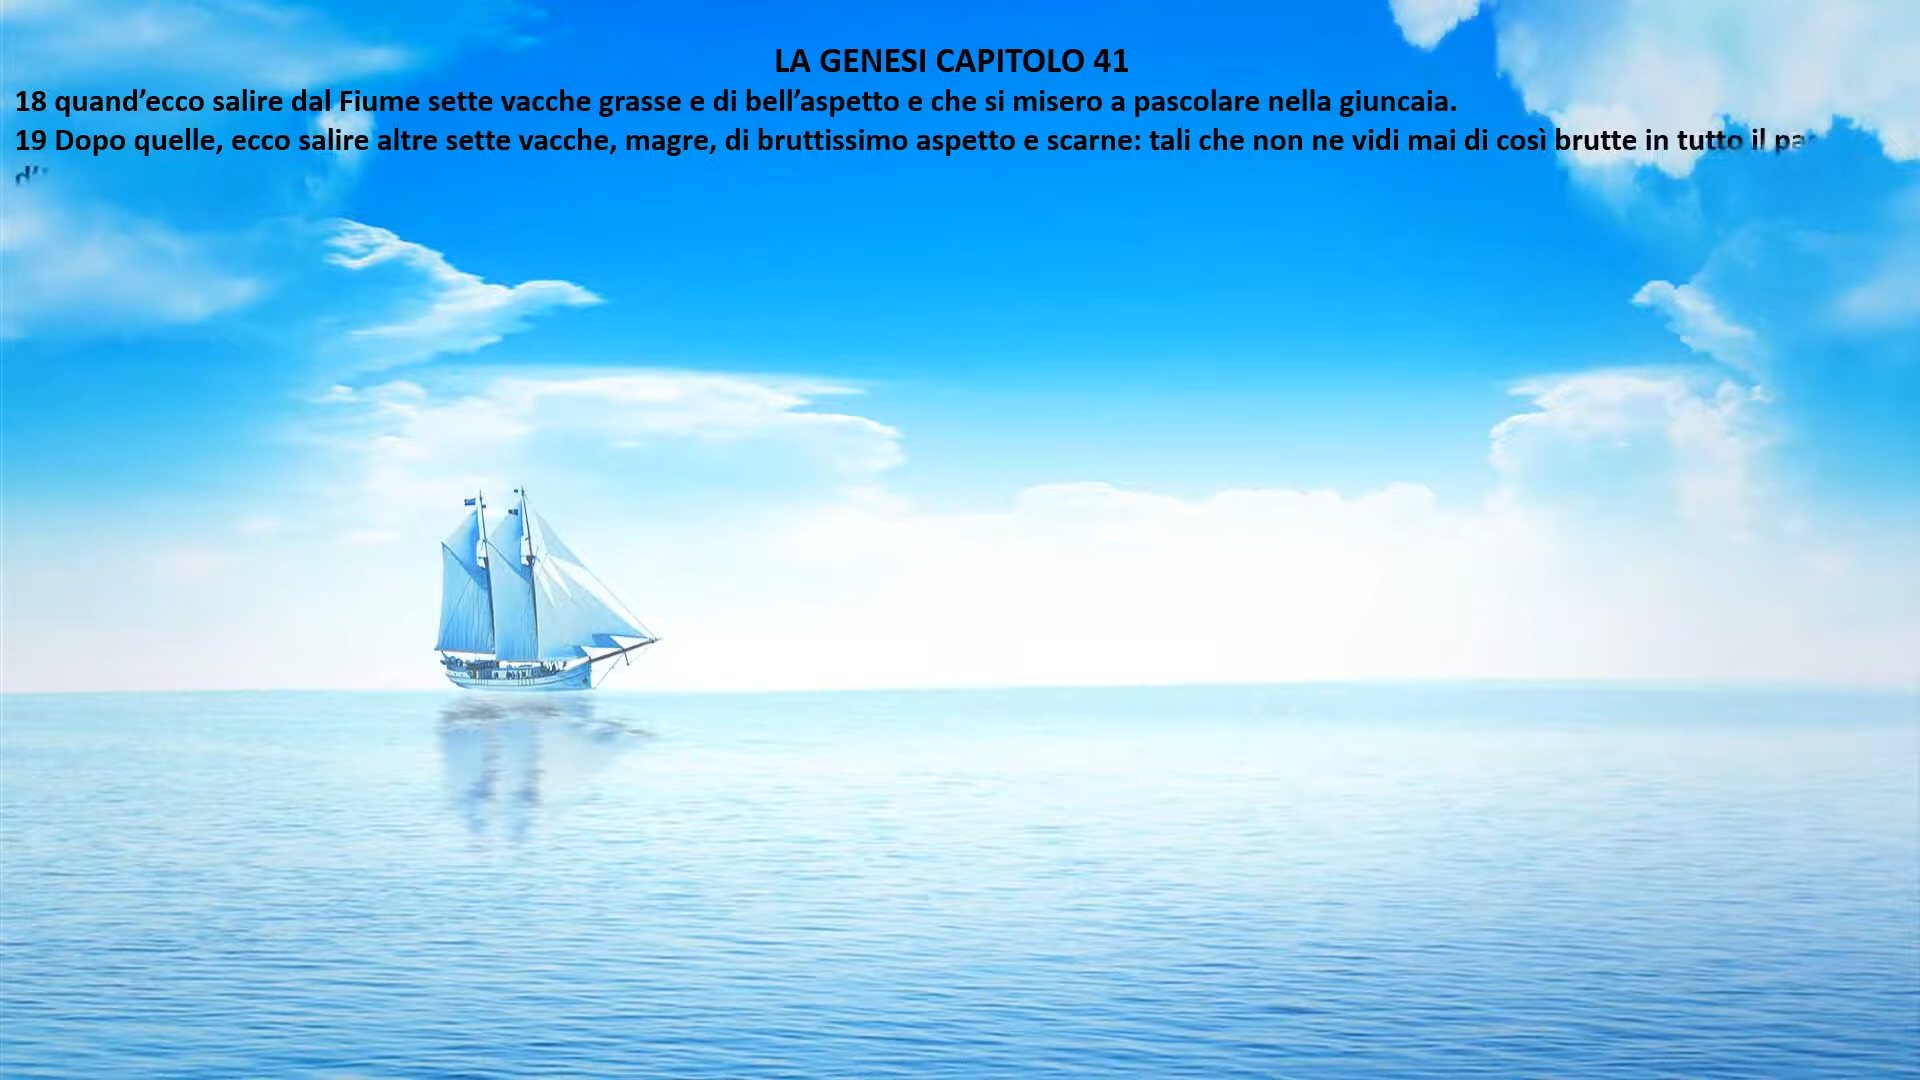 LA GENESI CAPITOLO 41
18 quand’ecco salire dal Fiume sette vacche grasse e di bell’aspetto e che si misero a pascolare nella giuncaia.
19 Dopo quelle, ecco salire altre sette vacche, magre, di bruttissimo aspetto e scarne: tali che non ne vidi mai di così brutte in tutto il